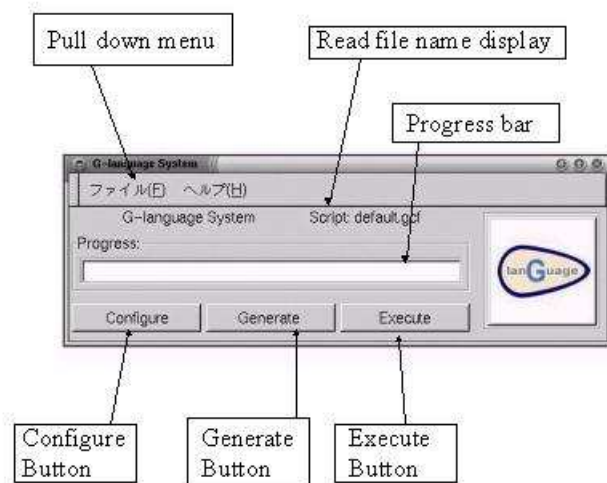 Pull down menu
Read file name display
Progress bar
G-language System
ファイル(F) ヘルプ(H)
G-language System
Script: default.gcf
Progress:
lanGuage
Configure
Generate
Execute
Configure
Button
Generate
Button
Execute
Button